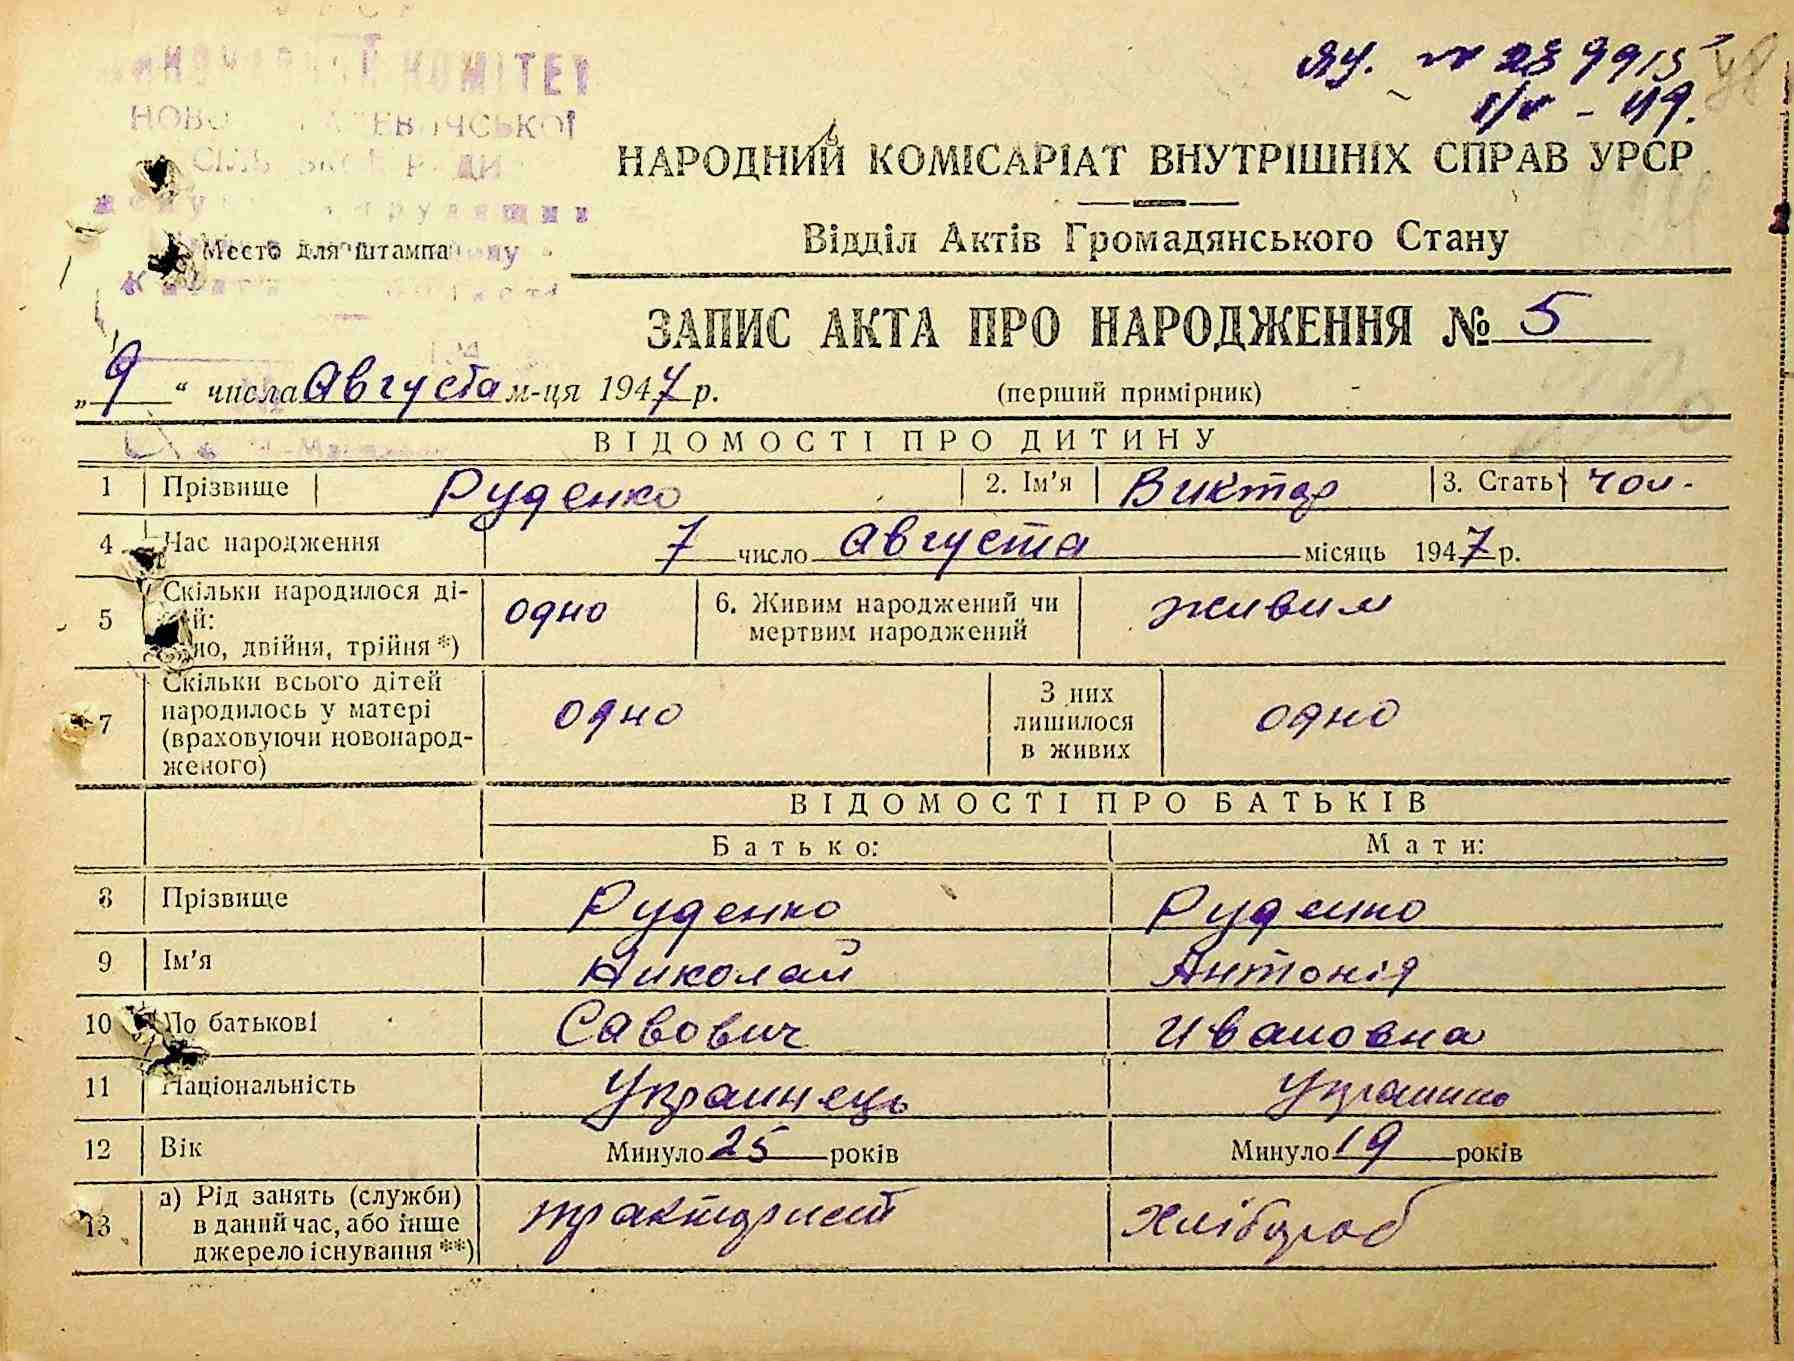 КОМІТЕТ
Место для штампа
яу. № 239915
НАРОДНИЙ КОМІСАРІАТ ВНУТРІШНІХ СПРАВ УРСР
Відділ Актів Громадянського Стану
ЗАПИС АКТА ПРО НАРОДЖЕННЯ № 5
„9“ числа Августа м-ця 1947 р. (перший примірник)
ВІДОМОСТІ ПРО ДИТИНУ
1 Прізвище Руденко 2. Ім'я Виктор 3. Стать чол.
4 Час народження 7 число Августа місяць 1947 р.
5 Скільки народилося ді-
й:
но, двійня, трійня *) одно 6. Живим народжений чи
мертвим народжений живим
7 Скільки всього дітей
народилось у матері
(враховуючи новонарод-
женого) одно З них
лишилося
в живих одно
ВІДОМОСТІ ПРО БАТЬКІВ
Батько: Мати:
8 Прізвище Руденко Руденко
9 Ім'я Николай Антонія
10 По батькові Савович Ивановна
11 Національність Украинець Украинка
12 Вік Минуло 25 років Минуло 19 років
13 а) Рід занять (служби)
в даний час, або інше
джерело існування **) тракторист хлібороб